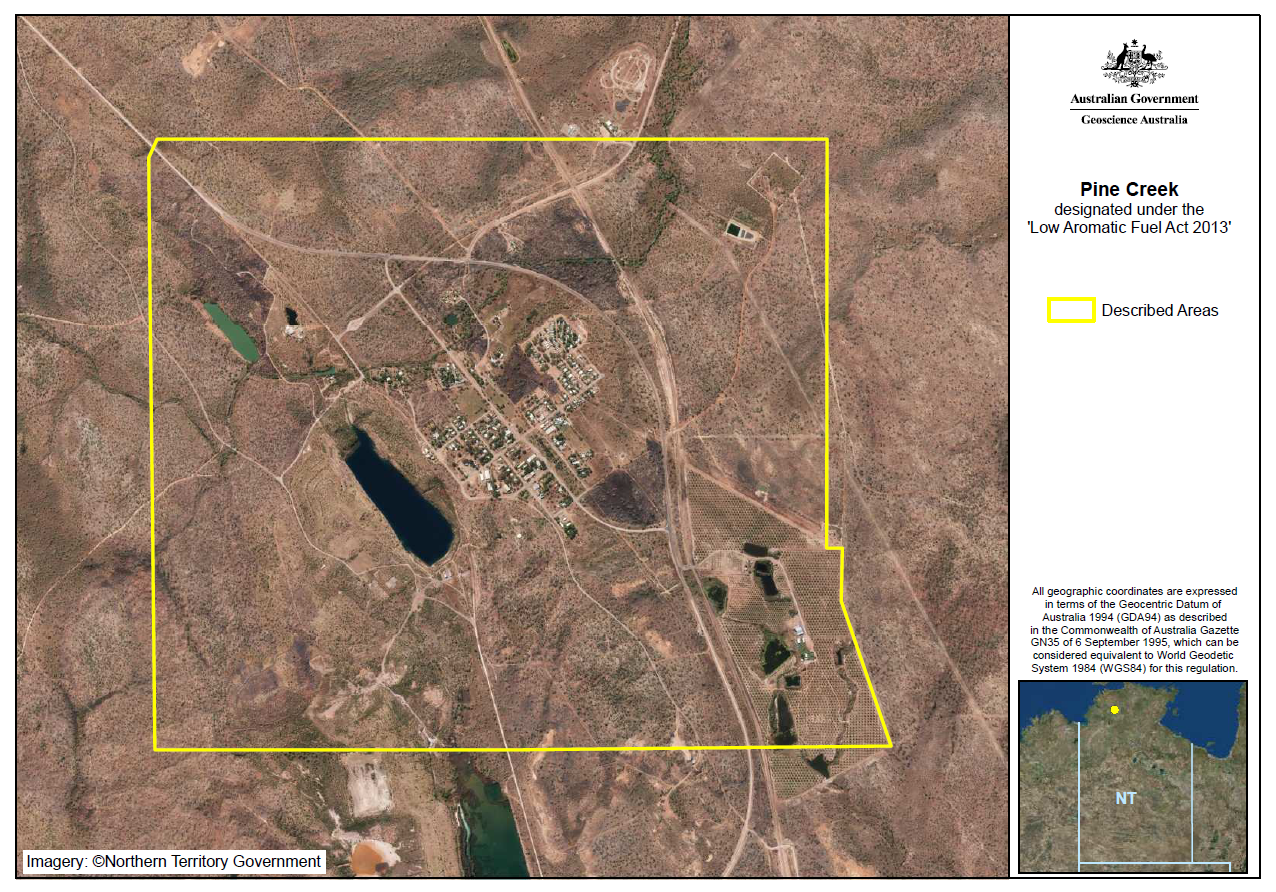 Australian Government
Geoscience Australia
Pine Creek
designated under the
'Low Aromatic Fuel Act 2013'
Described Areas
All geographic coordinates are expressed
in terms of the Geocentric Datum of
Australia 1994 (GDA94) as described
in the Commonwealth of Australia Gazette
GN35 of 6 September 1995, which can be
considered equivalent to World Geodetic
System 1984 (WGS84) for this regulation.
NT
Imagery: ©Northern Territory Government